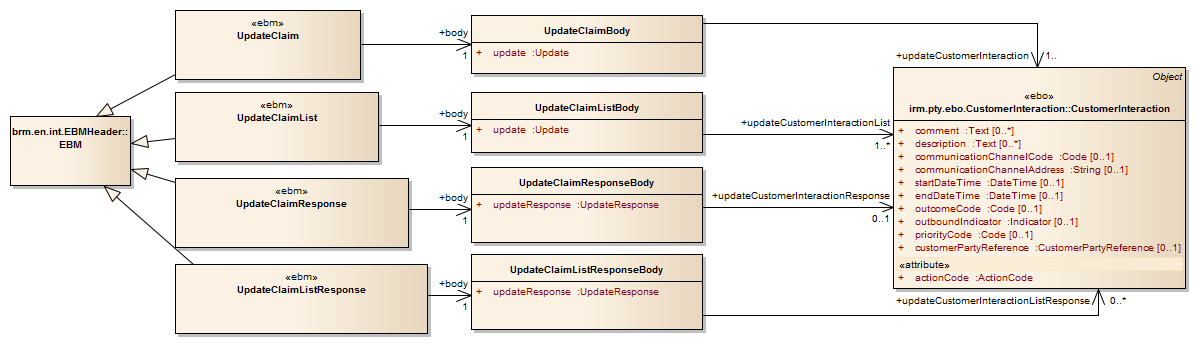 «ebm»
UpdateClaim
+body
1
UpdateClaimBody
+ update :Update
+updateCustomerInteraction
1..
«ebm»
UpdateClaimList
+body
1
UpdateClaimListBody
+ update :Update
+updateCustomerInteractionList
1..*
brm.en.int.EBMHeader::
EBM
«ebm»
UpdateClaimResponse
+body
1
UpdateClaimResponseBody
+ updateResponse :UpdateResponse
+updateCustomerInteractionResponse
0..1
«ebm»
UpdateClaimListResponse
+body
1
UpdateClaimListResponseBody
+ updateResponse :UpdateResponse
+updateCustomerInteractionListResponse
0..*
Object
«ebo»
irm.pty.ebo.CustomerInteraction::CustomerInteraction
+ comment :Text [0..*]
+ description :Text [0..*]
+ communicationChannelCode :Code [0..1]
+ communicationChannelAddress :String [0..1]
+ startDateTime :DateTime [0..1]
+ endDateTime :DateTime [0..1]
+ outcomeCode :Code [0..1]
+ outboundIndicator :Indicator [0..1]
+ priorityCode :Code [0..1]
+ customerPartyReference :CustomerPartyReference [0..1]
«attribute»
+ actionCode :ActionCode